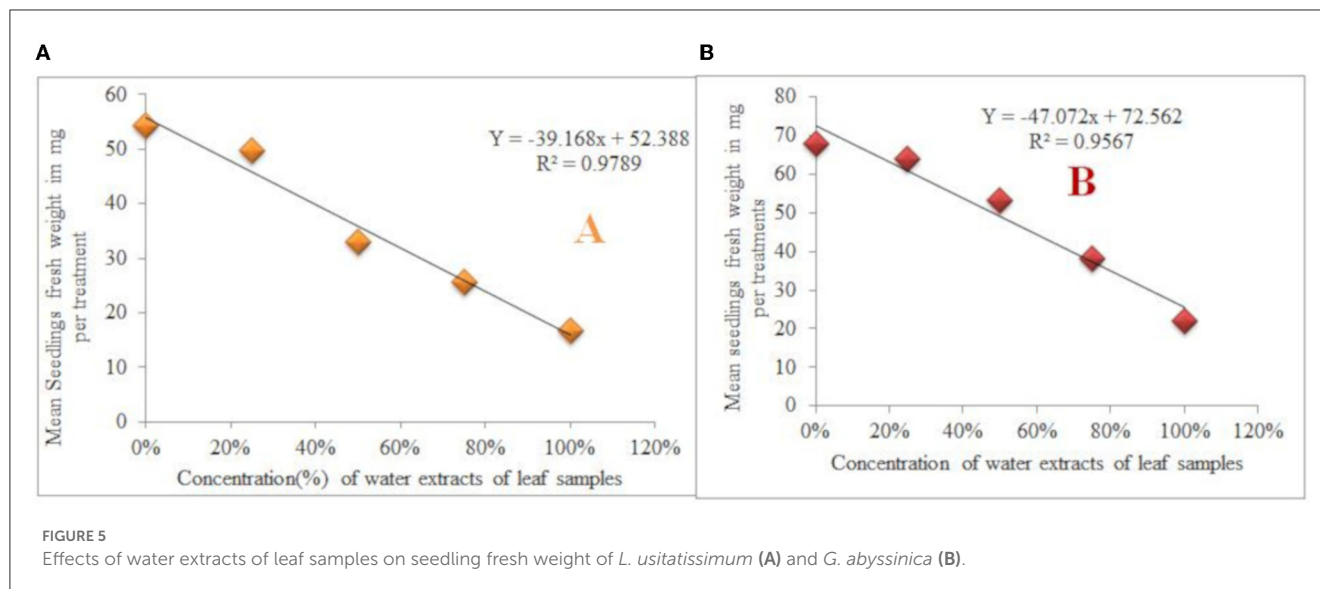 A
60
50
40
30
20
10
0
0% 20% 40% 60% 80% 100% 120%
Mean Seedlings fresh weight im mg
per treatment
Concentration(%) of water extracts of leaf samples
Y = -39.168x + 52.388
R² = 0.9789
A
B
80
70
60
50
40
30
20
10
0
0% 20% 40% 60% 80% 100% 120%
Mean seedlings fresh weight in mg
per treatments
Concentration of water extracts of leaf samples
Y = -47.072x + 72.562
R² = 0.9567
B
FIGURE 5
Effects of water extracts of leaf samples on seedling fresh weight of L. usitatissimum (A) and G. abyssinica (B).